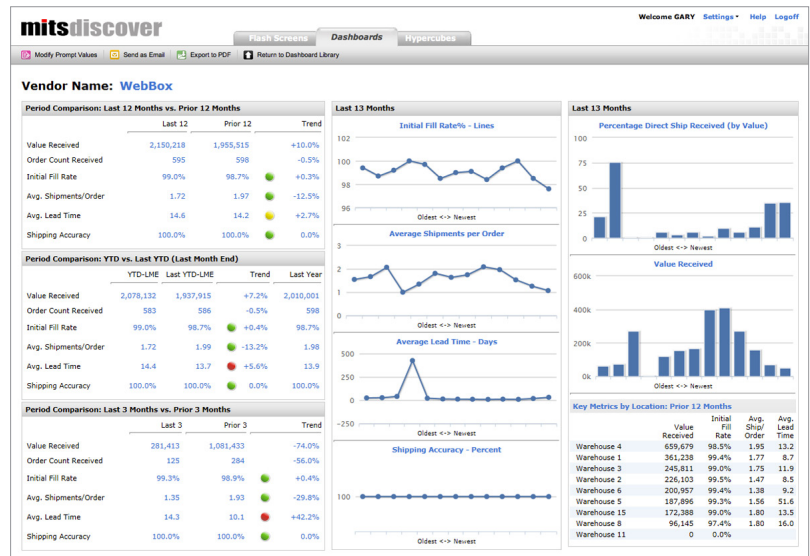 Welcome GARY Settings Help Logoff
mitsdiscover
Flash Screens Dashboards Hypercubes
Modify Prompt Values Send as Email Export to PDF Return to Dashboard Library
Vendor Name: WebBox
Period Comparison: Last 12 Months vs. Prior 12 Months
Last 12 Prior 12 Trend
Value Received 2,150,218 1,955,515 +10.0%
Order Count Received 595 598 -0.5%
Initial Fill Rate 99.0% 98.7% +0.3%
Avg. Shipments/Order 1.72 1.97 -12.5%
Avg. Lead Time 14.6 14.2 +2.7%
Shipping Accuracy 100.0% 100.0% 0.0%
Period Comparison: YTD vs. Last YTD (Last Month End)
YTD-LME Last YTD-LME Trend Last Year
Value Received 2,078,132 1,937,915 +7.2% 2,010,001
Order Count Received 583 586 -0.5% 598
Initial Fill Rate 99.0% 98.7% +0.4% 98.7%
Avg. Shipments/Order 1.72 1.99 -13.2% 1.98
Avg. Lead Time 14.4 13.7 +5.6% 13.9
Shipping Accuracy 100.0% 100.0% 0.0% 100.0%
Period Comparison: Last 3 Months vs. Prior 3 Months
Last 3 Prior 3 Trend
Value Received 281,413 1,081,433 -74.0%
Order Count Received 125 284 -56.0%
Initial Fill Rate 99.3% 98.9% +0.4%
Avg. Shipments/Order 1.35 1.93 -29.8%
Avg. Lead Time 14.3 10.1 +42.2%
Shipping Accuracy 100.0% 100.0% 0.0%
Last 13 Months
Initial Fill Rate% - Lines
102
100
98
96
Oldest <-> Newest
Average Shipments per Order
3
2
1
0
Oldest <-> Newest
Average Lead Time - Days
500
250
0
-250
Oldest <-> Newest
Shipping Accuracy - Percent
100
Oldest <-> Newest
Last 13 Months
Percentage Direct Ship Received (by Value)
100
75
50
25
0
Oldest <-> Newest
Value Received
600k
400k
200k
0k
Oldest <-> Newest
Key Metrics by Location: Prior 12 Months
Value Received Initial Fill Rate Avg. Ship/ Order Avg. Lead Time
Warehouse 4 659,679 98.5% 1.95 13.2
Warehouse 1 361,238 99.4% 1.77 8.7
Warehouse 3 245,811 99.0% 1.75 11.9
Warehouse 2 226,103 99.5% 1.47 8.5
Warehouse 6 200,957 99.4% 1.38 9.2
Warehouse 5 187,896 99.3% 1.56 51.6
Warehouse 15 172,388 99.0% 1.80 13.5
Warehouse 8 96,145 97.4% 1.80 16.0
Warehouse 11 0 0.0%